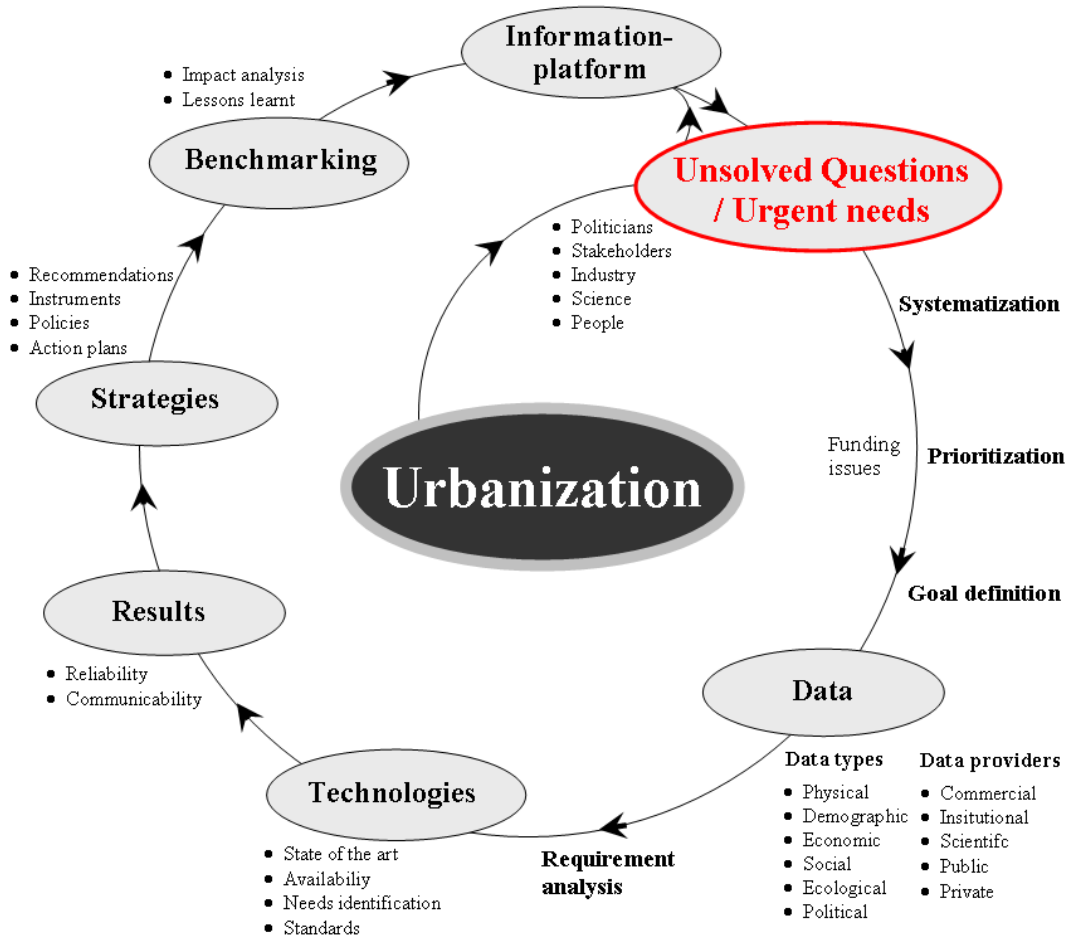 Information-
platform
Impact analysis
Lessons learnt
Benchmarking
Unsolved Questions
/ Urgent needs
Politicians
Stakeholders
Industry
Science
People
Recommendations
Instruments
Policies
Action plans
Systematization
Strategies
Funding
issues
Prioritization
Urbanization
Goal definition
Results
Reliability
Communicability
Data
Technologies
Data types
Physical
Demographic
Economic
Social
Ecological
Political
Data providers
Commercial
Insitutional
Scientifc
Public
Private
Requirement
analysis
State of the art
Availabiliy
Needs identification
Standards